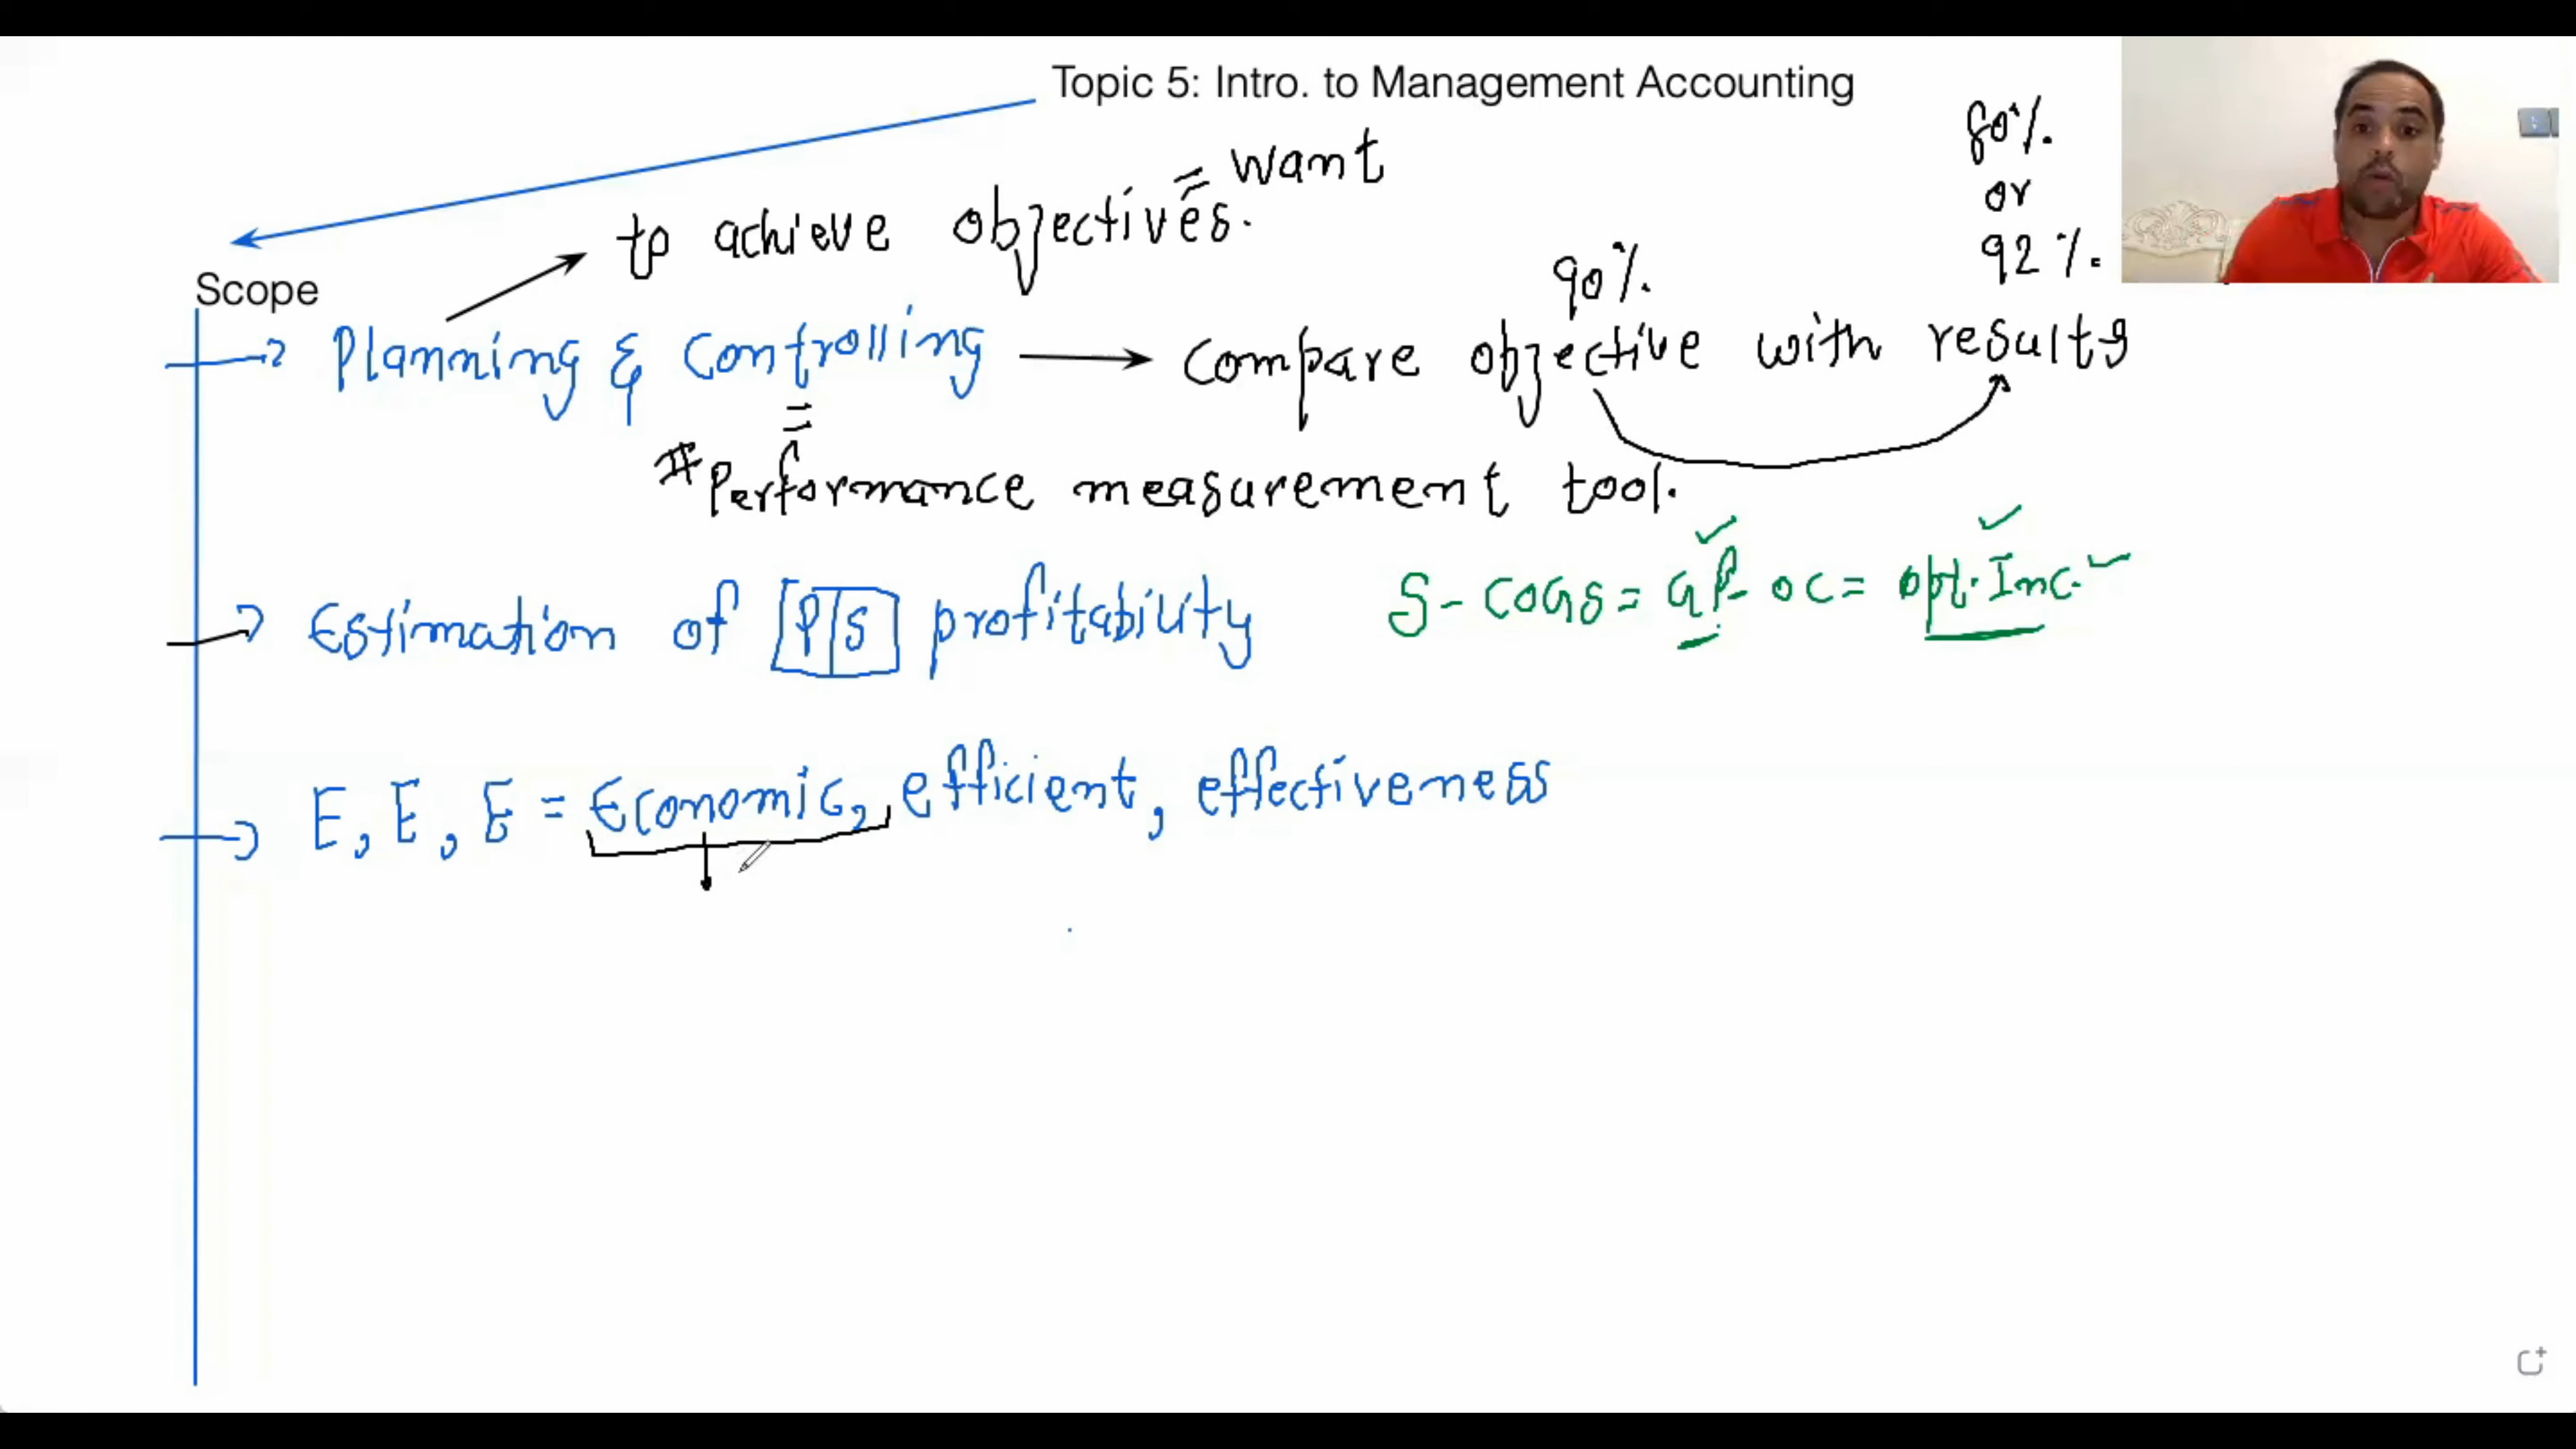 Topic 5: Intro. to Management Accounting
80%.
or
92%.
= want
to achieve objectives.
90%.
Scope
Planning & Controlling → Compare objective with results
# Performance measurement tool.
Estimation of P|S profitability
S - COGS = GP - OC = opt. Inc.
E, E, E = Economic, efficient, effectiveness